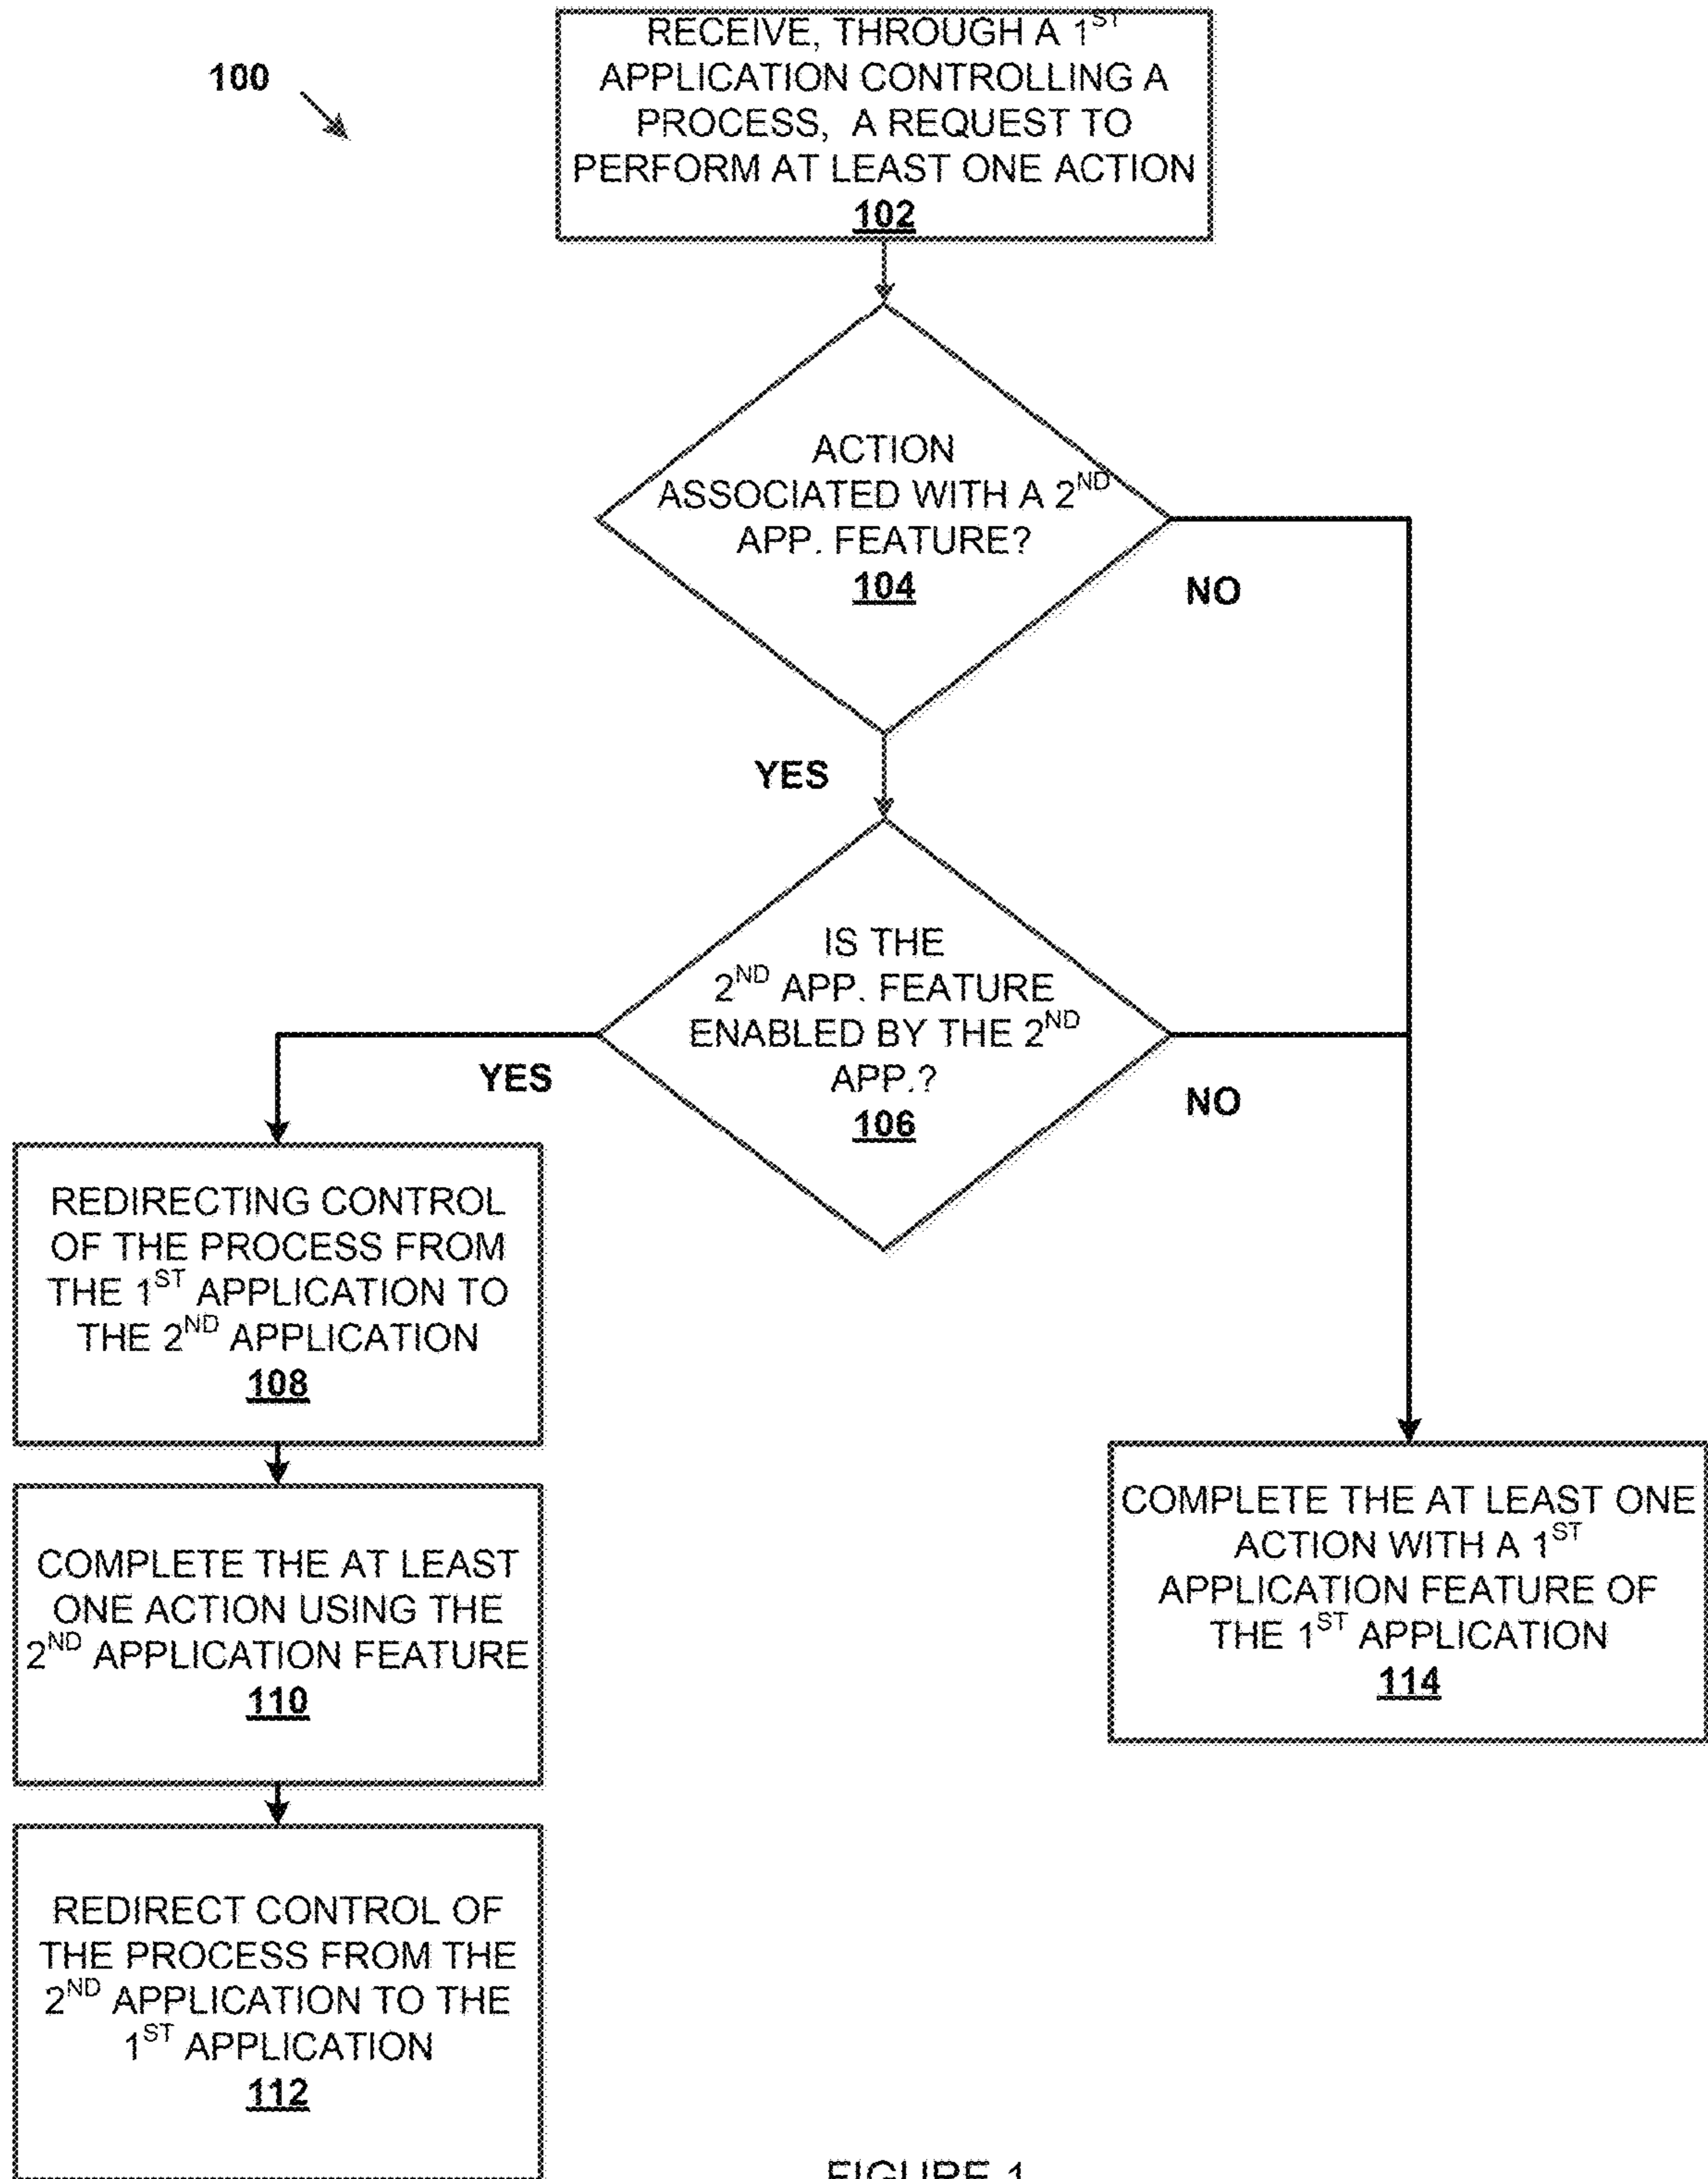 100
RECEIVE, THROUGH A 1ST
APPLICATION CONTROLLING A
PROCESS, A REQUEST TO
PERFORM AT LEAST ONE ACTION
102
ACTION
ASSOCIATED WITH A 2ND
APP. FEATURE?
104
NO
YES
IS THE
2ND APP. FEATURE
ENABLED BY THE 2ND
APP.?
106
YES
NO
REDIRECTING CONTROL
OF THE PROCESS FROM
THE 1ST APPLICATION TO
THE 2ND APPLICATION
108
COMPLETE THE AT LEAST
ONE ACTION USING THE
2ND APPLICATION FEATURE
110
COMPLETE THE AT LEAST ONE
ACTION WITH A 1ST
APPLICATION FEATURE OF
THE 1ST APPLICATION
114
REDIRECT CONTROL OF
THE PROCESS FROM THE
2ND APPLICATION TO THE
1ST APPLICATION
112
FIGURE 1